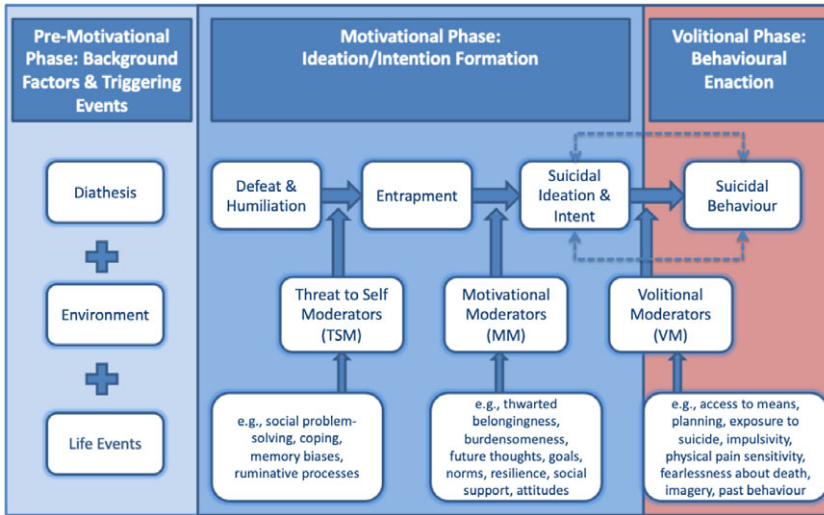 Pre-Motivational
Phase: Background
Factors & Triggering
Events
Motivational Phase:
Ideation/Intention Formation
Volitional Phase:
Behavioural
Enaction
Diathesis
Environment
Life Events
Defeat &
Humiliation
Entrapment
Suicidal
Ideation &
Intent
Suicidal
Behaviour
Threat to Self
Moderators
(TSM)
Motivational
Moderators
(MM)
Volitional
Moderators
(VM)
e.g., social problem-
solving, coping,
memory biases,
ruminative processes
e.g., thwarted
belongingness,
burdensomeness,
future thoughts, goals,
norms, resilience, social
support, attitudes
e.g., access to means,
planning, exposure to
suicide, impulsivity,
physical pain sensitivity,
fearlessness about death,
imagery, past behaviour